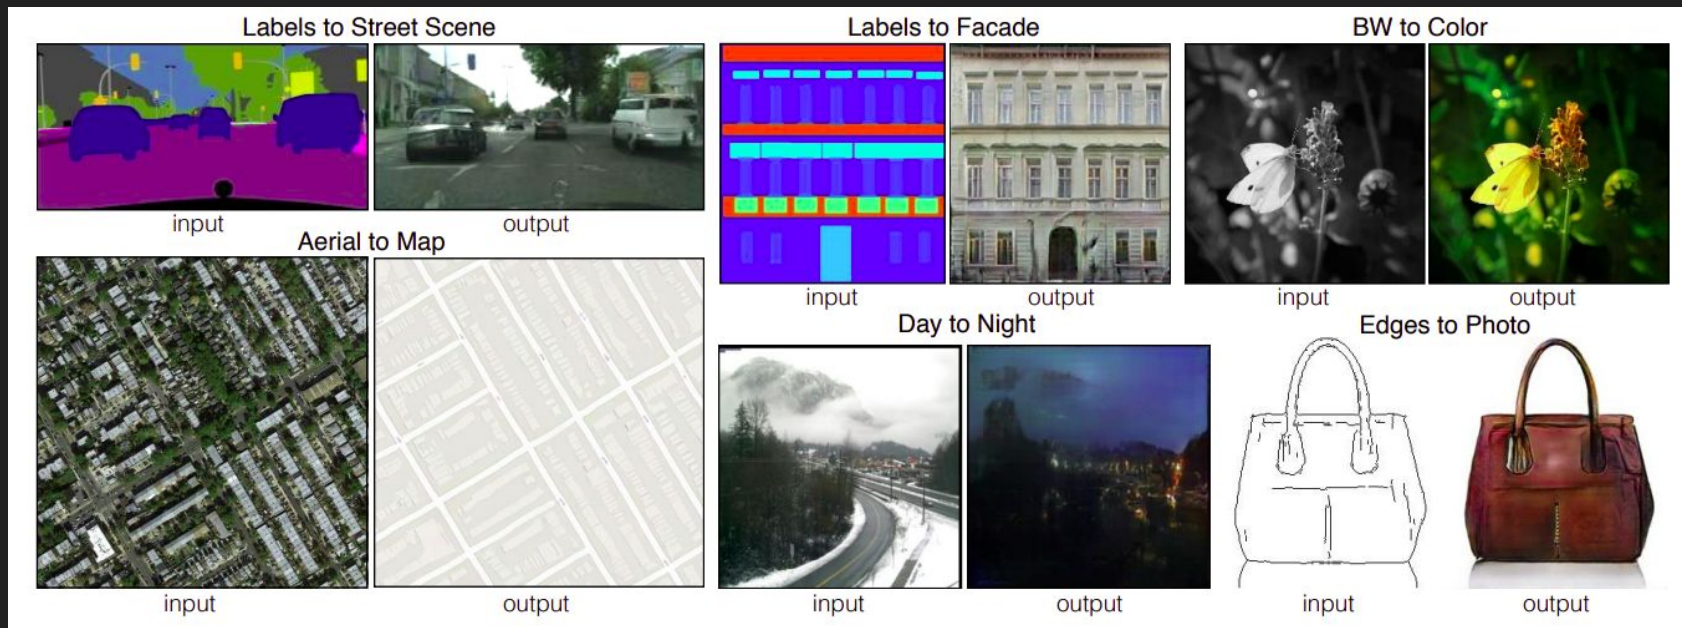 Labels to Street Scene
input
output
Aerial to Map
input
output
Labels to Facade
input
output
BW to Color
input
output
Day to Night
input
output
Edges to Photo
input
output